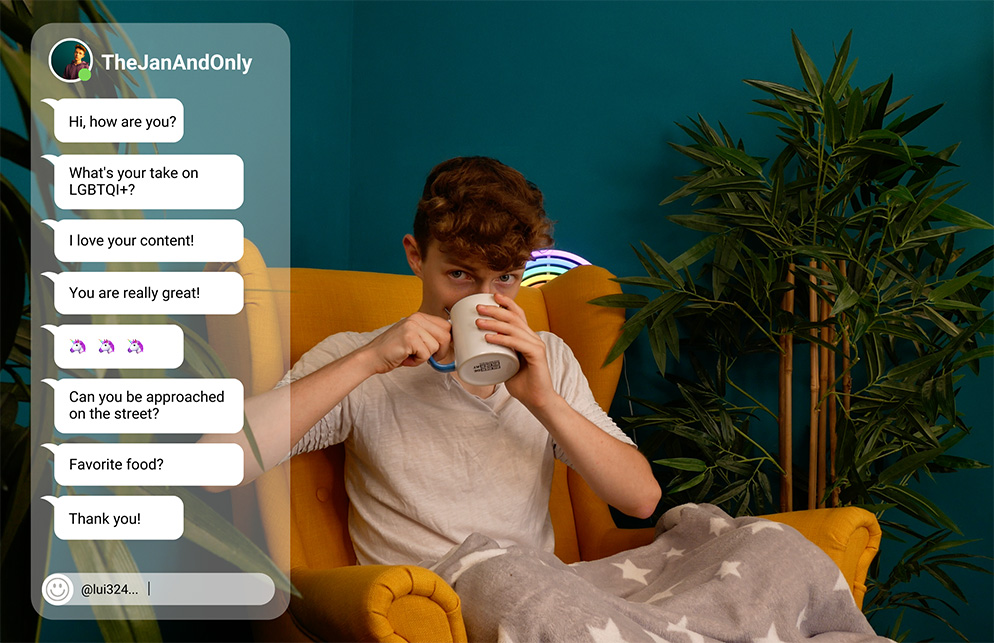 TheJanAndOnly
Hi, how are you?
What's your take on
LGBTQI+?
I love your content!
You are really great!
🦄 🦄 🦄
Can you be approached
on the street?
Favorite food?
Thank you!
@lui324...